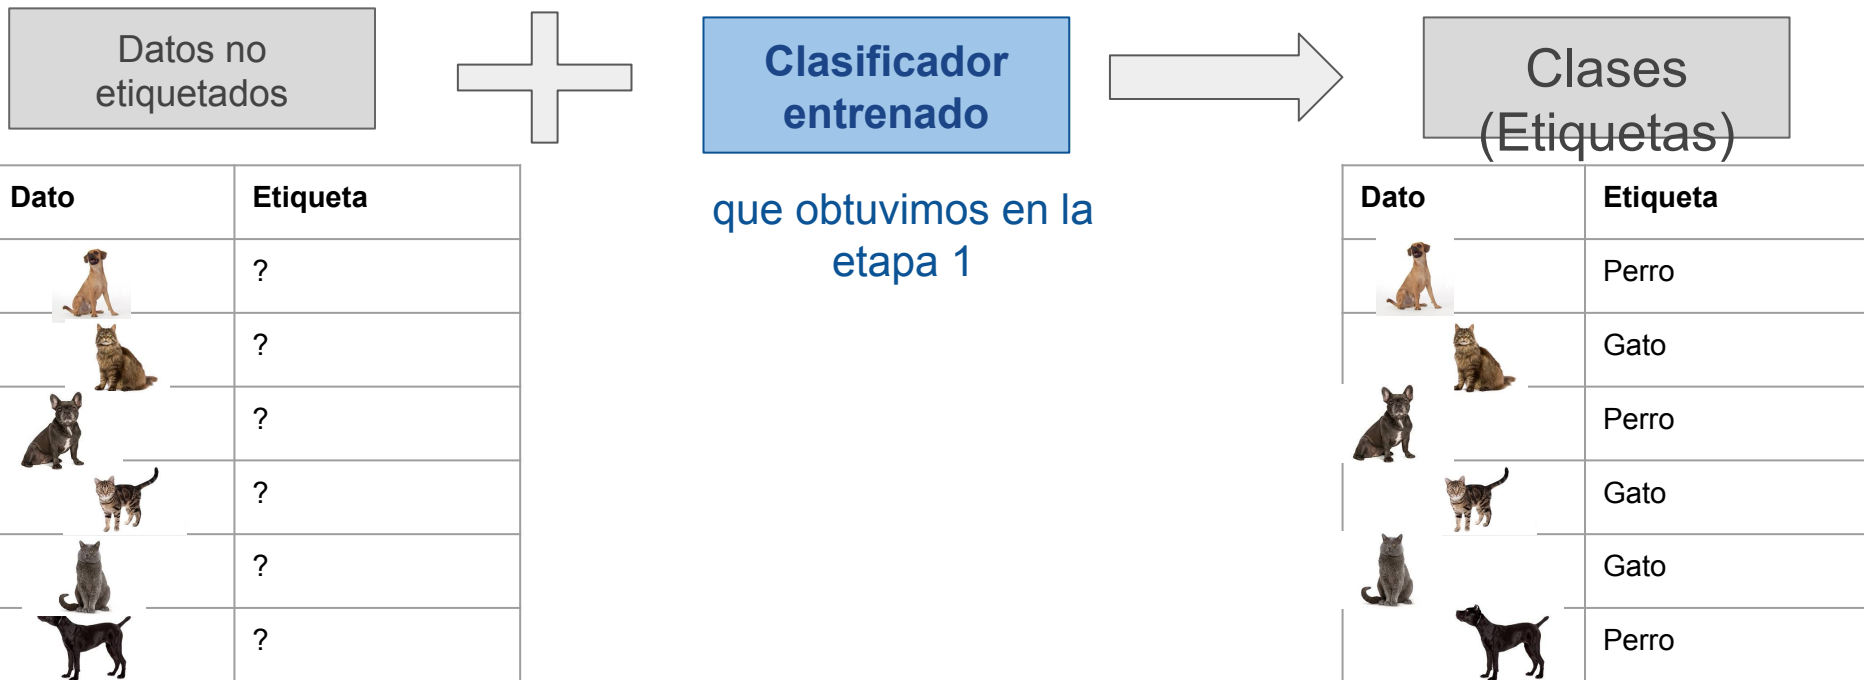 Datos no
etiquetados
Clasificador
entrenado
Clases
(Etiquetas)
que obtuvimos en la
etapa 1
Dato Etiqueta
?
?
?
?
?
?
Dato Etiqueta
Perro
Gato
Perro
Gato
Gato
Perro